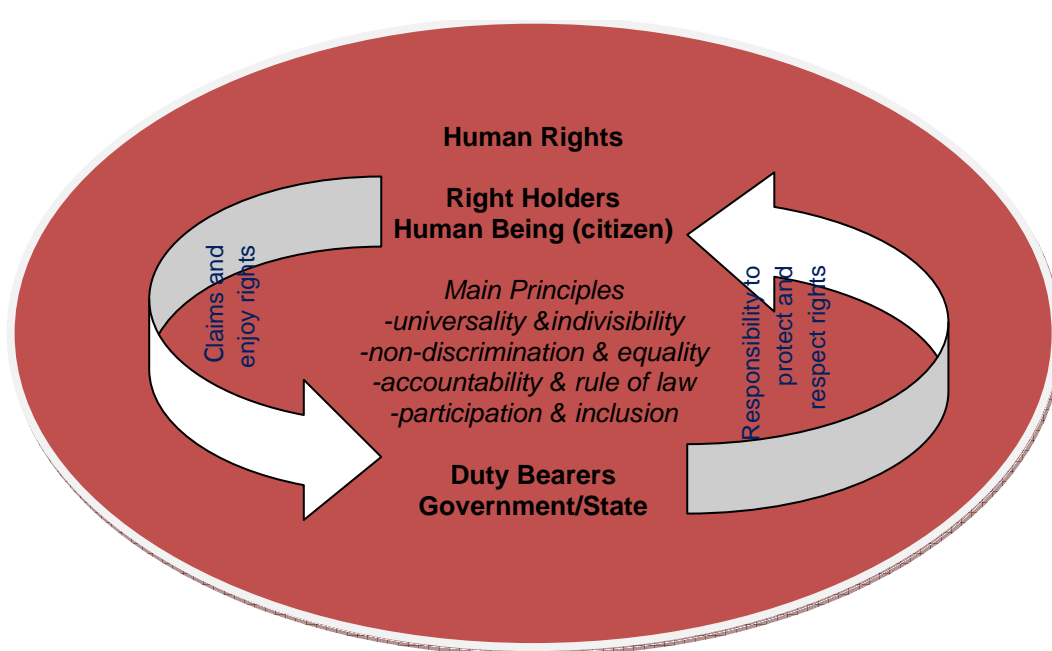 Human Rights
Right Holders
Human Being (citizen)
Claims and
enjoy rights
Main Principles
-universality &indivisibility
-non-discrimination & equality
-accountability & rule of law
-participation & inclusion
Responsibility to
protect and
respect rights
Duty Bearers
Government/State